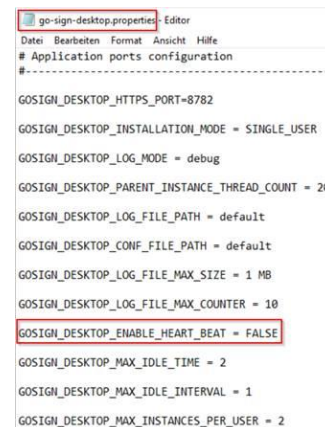 go-sign-desktop.properties - Editor
Datei Bearbeiten Format Ansicht Hilfe
# Application ports configuration
#----------------------------------------------
GOSIGN_DESKTOP_HTTPS_PORT=8782
GOSIGN_DESKTOP_INSTALLATION_MODE = SINGLE_USER
GOSIGN_DESKTOP_LOG_MODE = debug
GOSIGN_DESKTOP_PARENT_INSTANCE_THREAD_COUNT = 20
GOSIGN_DESKTOP_LOG_FILE_PATH = default
GOSIGN_DESKTOP_CONF_FILE_PATH = default
GOSIGN_DESKTOP_LOG_FILE_MAX_SIZE = 1 MB
GOSIGN_DESKTOP_LOG_FILE_MAX_COUNTER = 10
GOSIGN_DESKTOP_ENABLE_HEART_BEAT = FALSE
GOSIGN_DESKTOP_MAX_IDLE_TIME = 2
GOSIGN_DESKTOP_MAX_IDLE_INTERVAL = 1
GOSIGN_DESKTOP_MAX_INSTANCES_PER_USER = 2